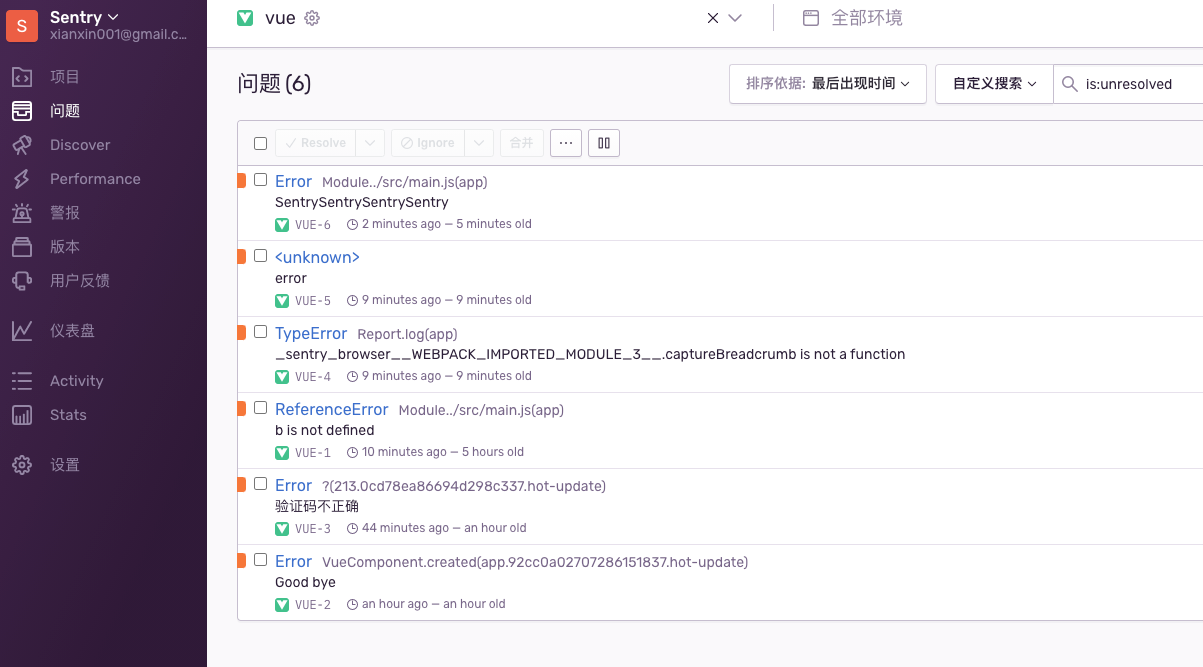 S
Sentry
xianxin001@gmail.c...
项目
问题
Discover
Performance
警报
版本
用户反馈
仪表盘
Activity
Stats
设置
vue
全部环境
问题 (6)
排序依据: 最后出现时间
自定义搜索
is:unresolved
Resolve
Ignore
合并
Error Module../src/main.js(app)
SentrySentrySentrySentry
VUE-6 2 minutes ago — 5 minutes old
<unknown>
error
VUE-5 9 minutes ago — 9 minutes old
TypeError Report.log(app)
_sentry_browser__WEBPACK_IMPORTED_MODULE_3__.captureBreadcrumb is not a function
VUE-4 9 minutes ago — 9 minutes old
ReferenceError Module../src/main.js(app)
b is not defined
VUE-1 10 minutes ago — 5 hours old
Error ?(213.0cd78ea86694d298c337.hot-update)
验证码不正确
VUE-3 44 minutes ago — an hour old
Error VueComponent.created(app.92cc0a02707286151837.hot-update)
Good bye
VUE-2 an hour ago — an hour old